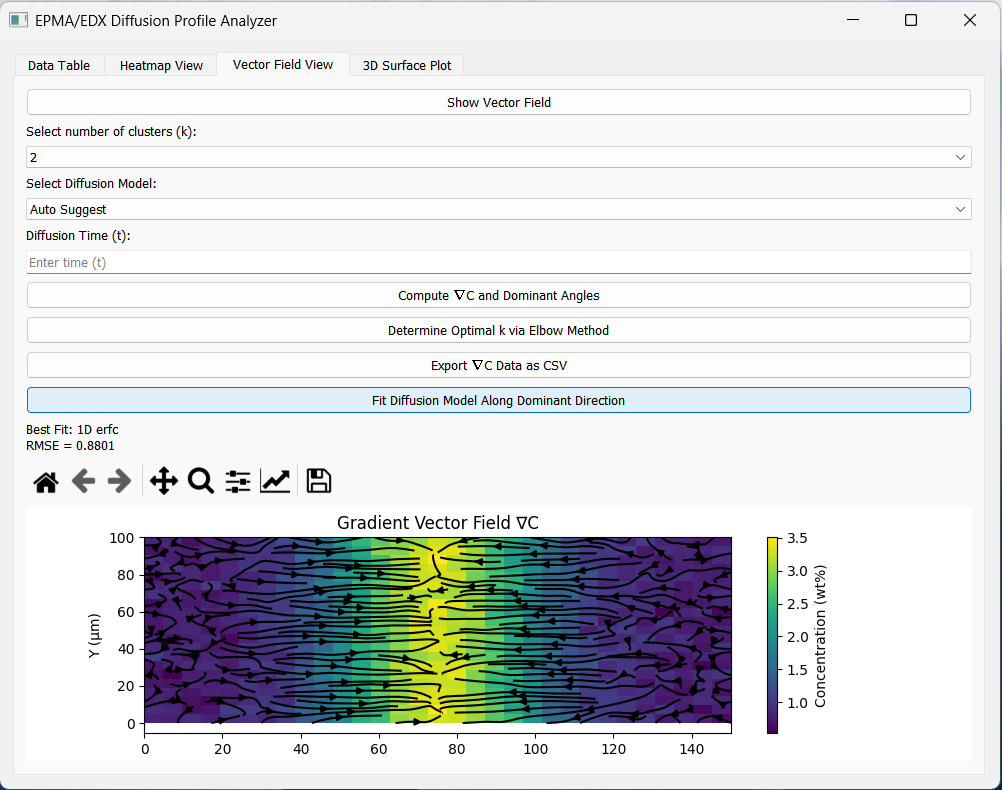 EPMA/EDX Diffusion Profile Analyzer
Data Table Heatmap View Vector Field View 3D Surface Plot
Show Vector Field
Select number of clusters (k):
2
Select Diffusion Model:
Auto Suggest
Diffusion Time (t):
Enter time (t)
Compute ∇C and Dominant Angles
Determine Optimal k via Elbow Method
Export ∇C Data as CSV
Fit Diffusion Model Along Dominant Direction
Best Fit: 1D erfc
RMSE = 0.8801
Gradient Vector Field ∇C
100
80
60
40
20
0
Y (μm)
0 20 40 60 80 100 120 140
3.5
3.0
2.5
2.0
1.5
1.0
Concentration (wt%)